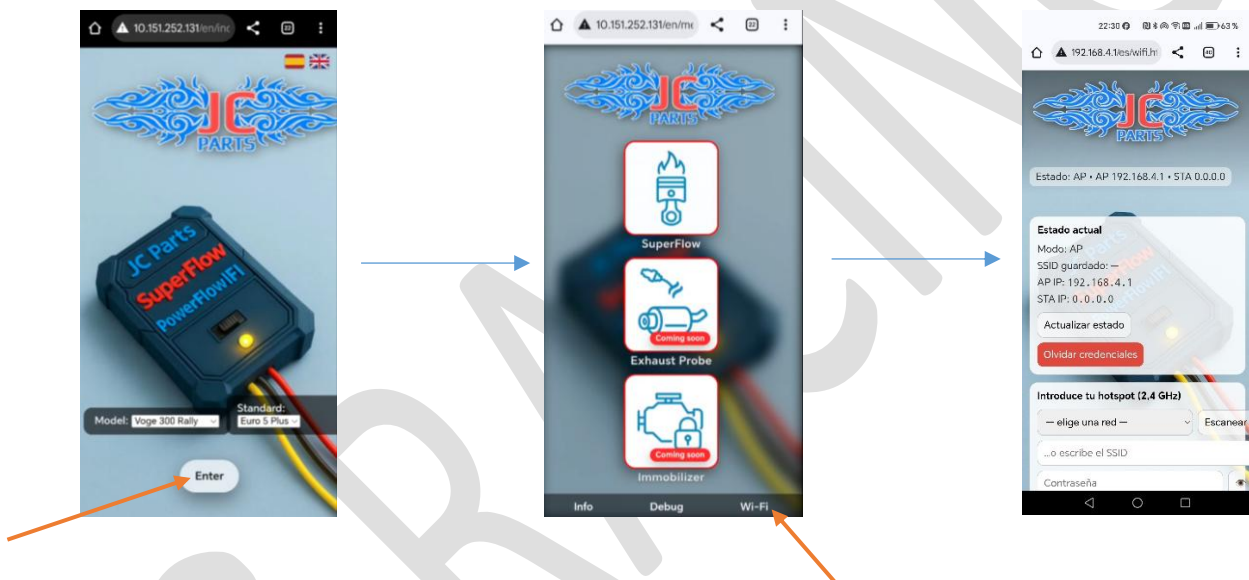 10.151.252.131/en/inc
22
JC
PARTS
JC Parts
SuperFlow
PowerFlowIFI
Model: Voge 300 Rally
Standard:
Euro 5 Plus
Enter
10.151.252.131/en/me
22
JC
PARTS
SuperFlow
Coming soon
Exhaust Probe
Coming soon
Immobilizer
Info Debug Wi-Fi
22:30 63 %
192.168.4.1/es/wifi.h
JC
PARTS
Estado: AP • AP 192.168.4.1 • STA 0.0.0.0
Estado actual
Modo: AP
SSID guardado: —
AP IP: 192.168.4.1
STA IP: 0.0.0.0
Actualizar estado
Olvidar credenciales
Introduce tu hotspot (2,4 GHz)
— elige una red — Escanear
...o escribe el SSID
Contraseña